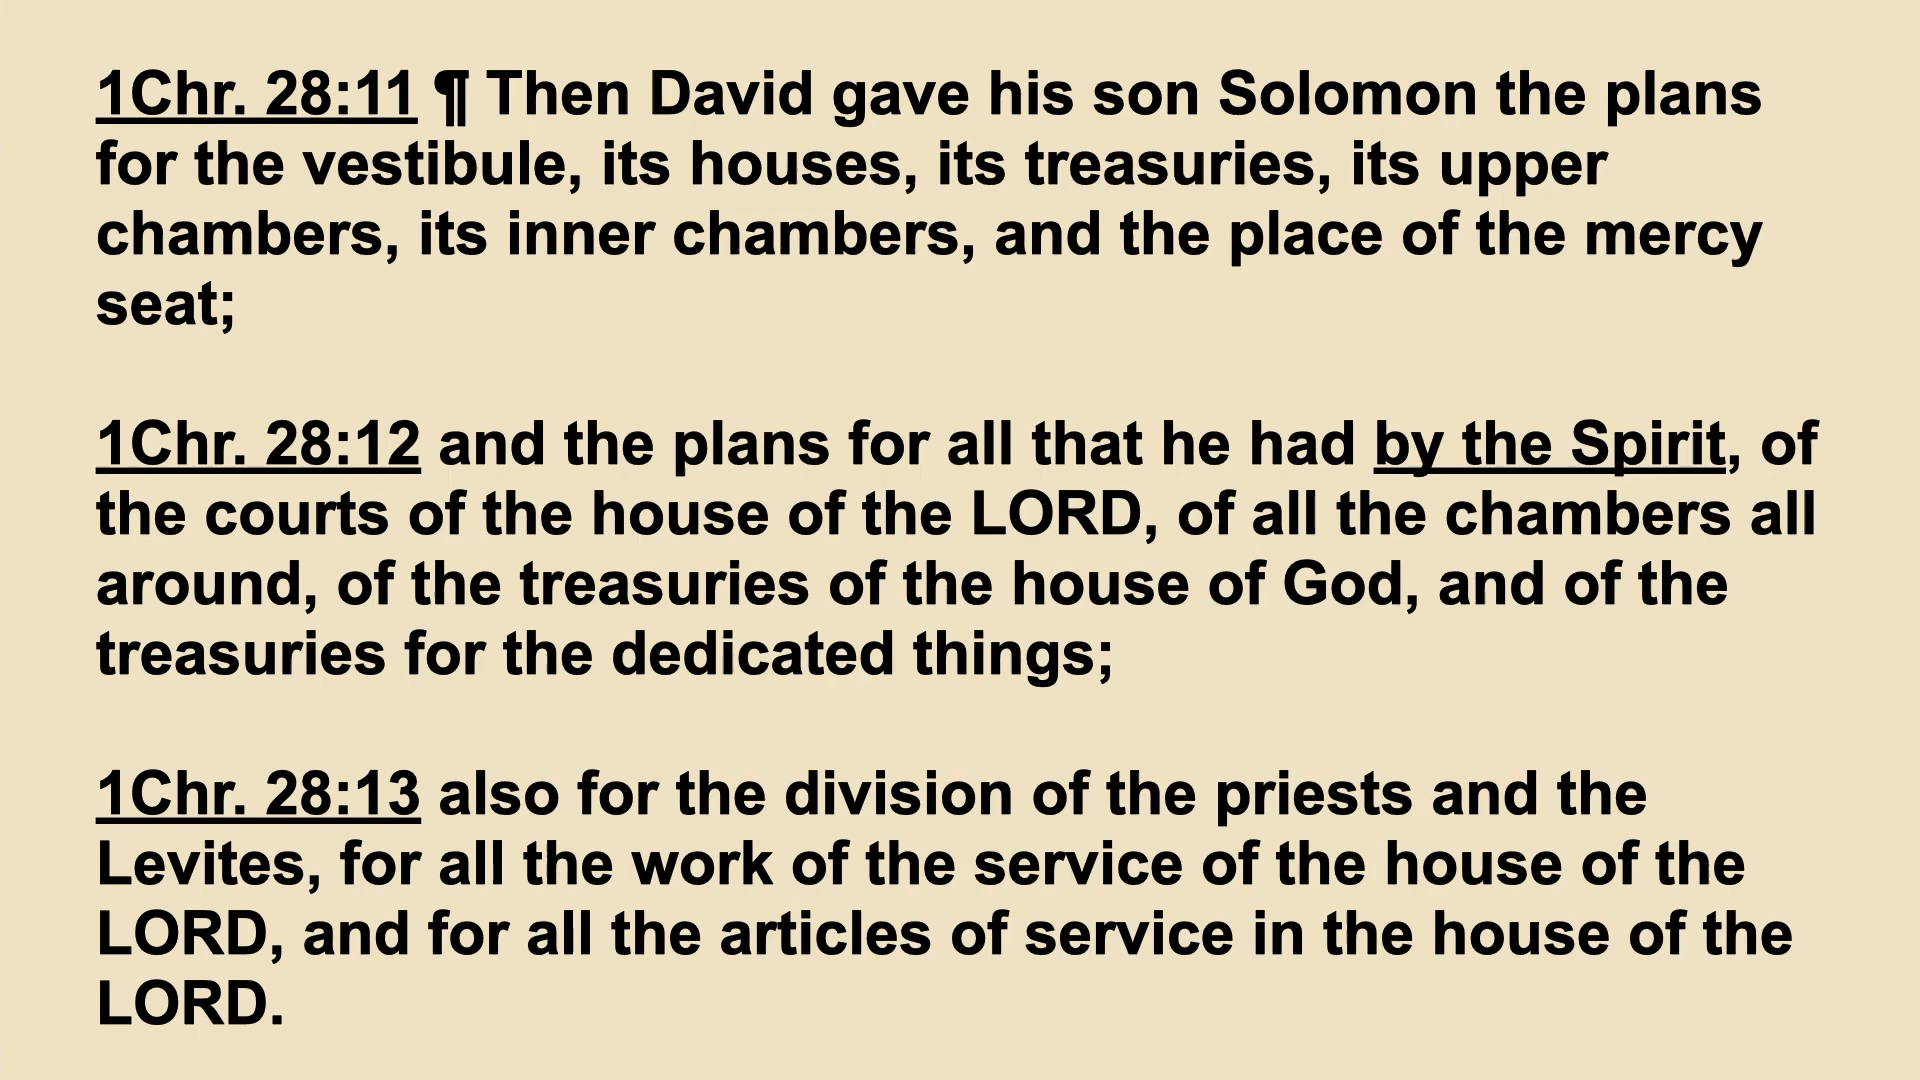 1Chr. 28:11 ¶ Then David gave his son Solomon the plans
for the vestibule, its houses, its treasuries, its upper
chambers, its inner chambers, and the place of the mercy
seat;
1Chr. 28:12 and the plans for all that he had by the Spirit, of
the courts of the house of the LORD, of all the chambers all
around, of the treasuries of the house of God, and of the
treasuries for the dedicated things;
1Chr. 28:13 also for the division of the priests and the
Levites, for all the work of the service of the house of the
LORD, and for all the articles of service in the house of the
LORD.